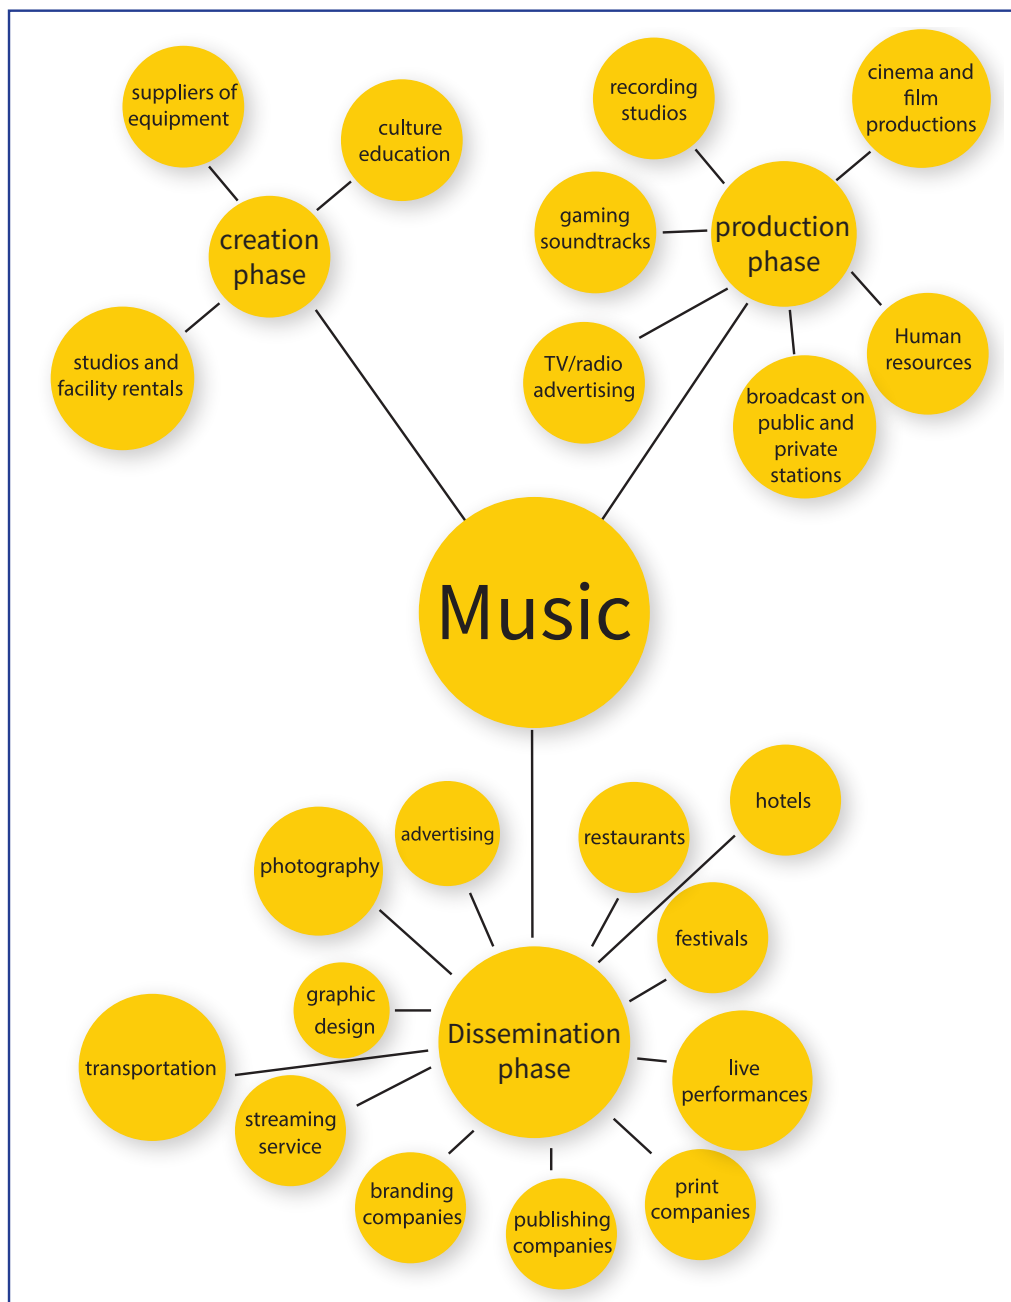 suppliers of
equipment
culture
education
creation
phase
studios and
facility rentals
recording
studios
cinema and
film
productions
gaming
soundtracks
production
phase
TV/radio
advertising
Human
resources
broadcast on
public and
private
stations
Music
hotels
advertising
restaurants
photography
festivals
graphic
design
Dissemination
phase
transportation
live
performances
streaming
service
branding
companies
publishing
companies
print
companies